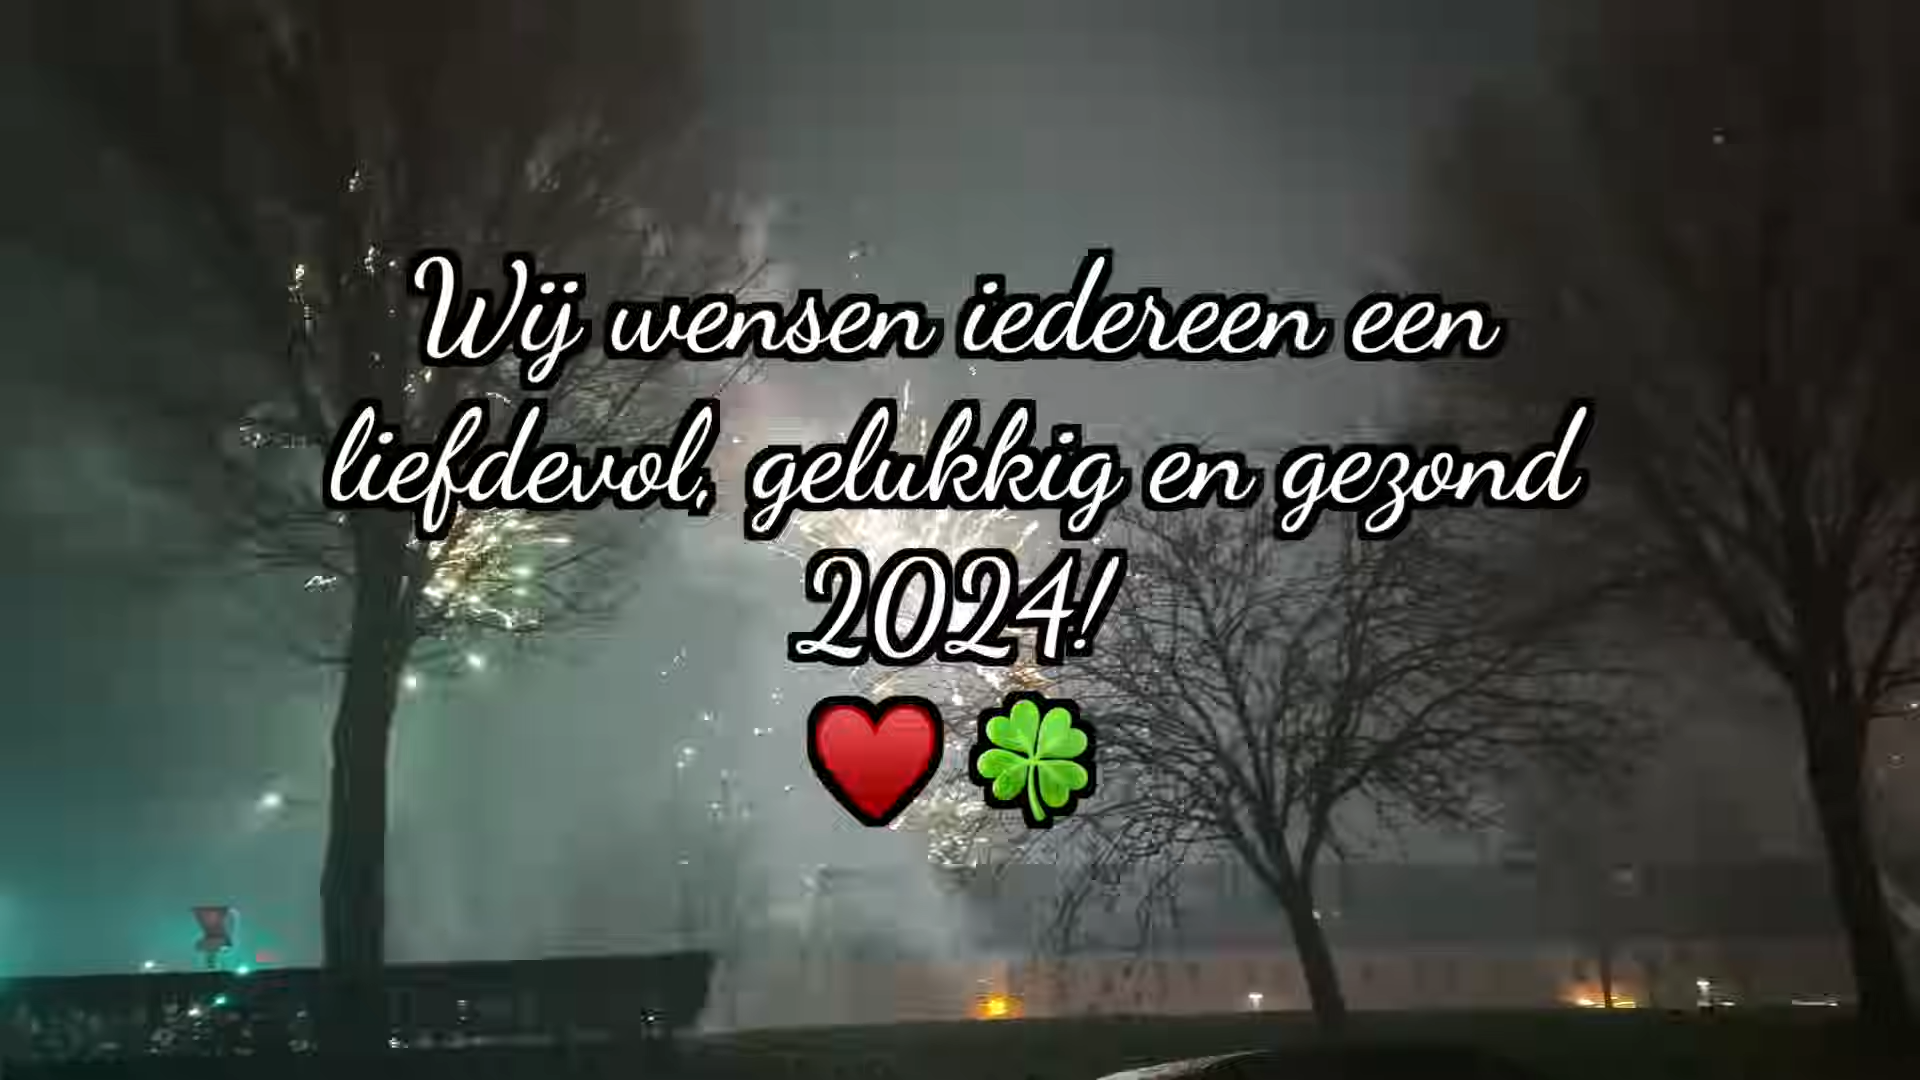 Wij wensen iedereen een
liefdevol, gelukkig en gezond
2024!
❤️🍀